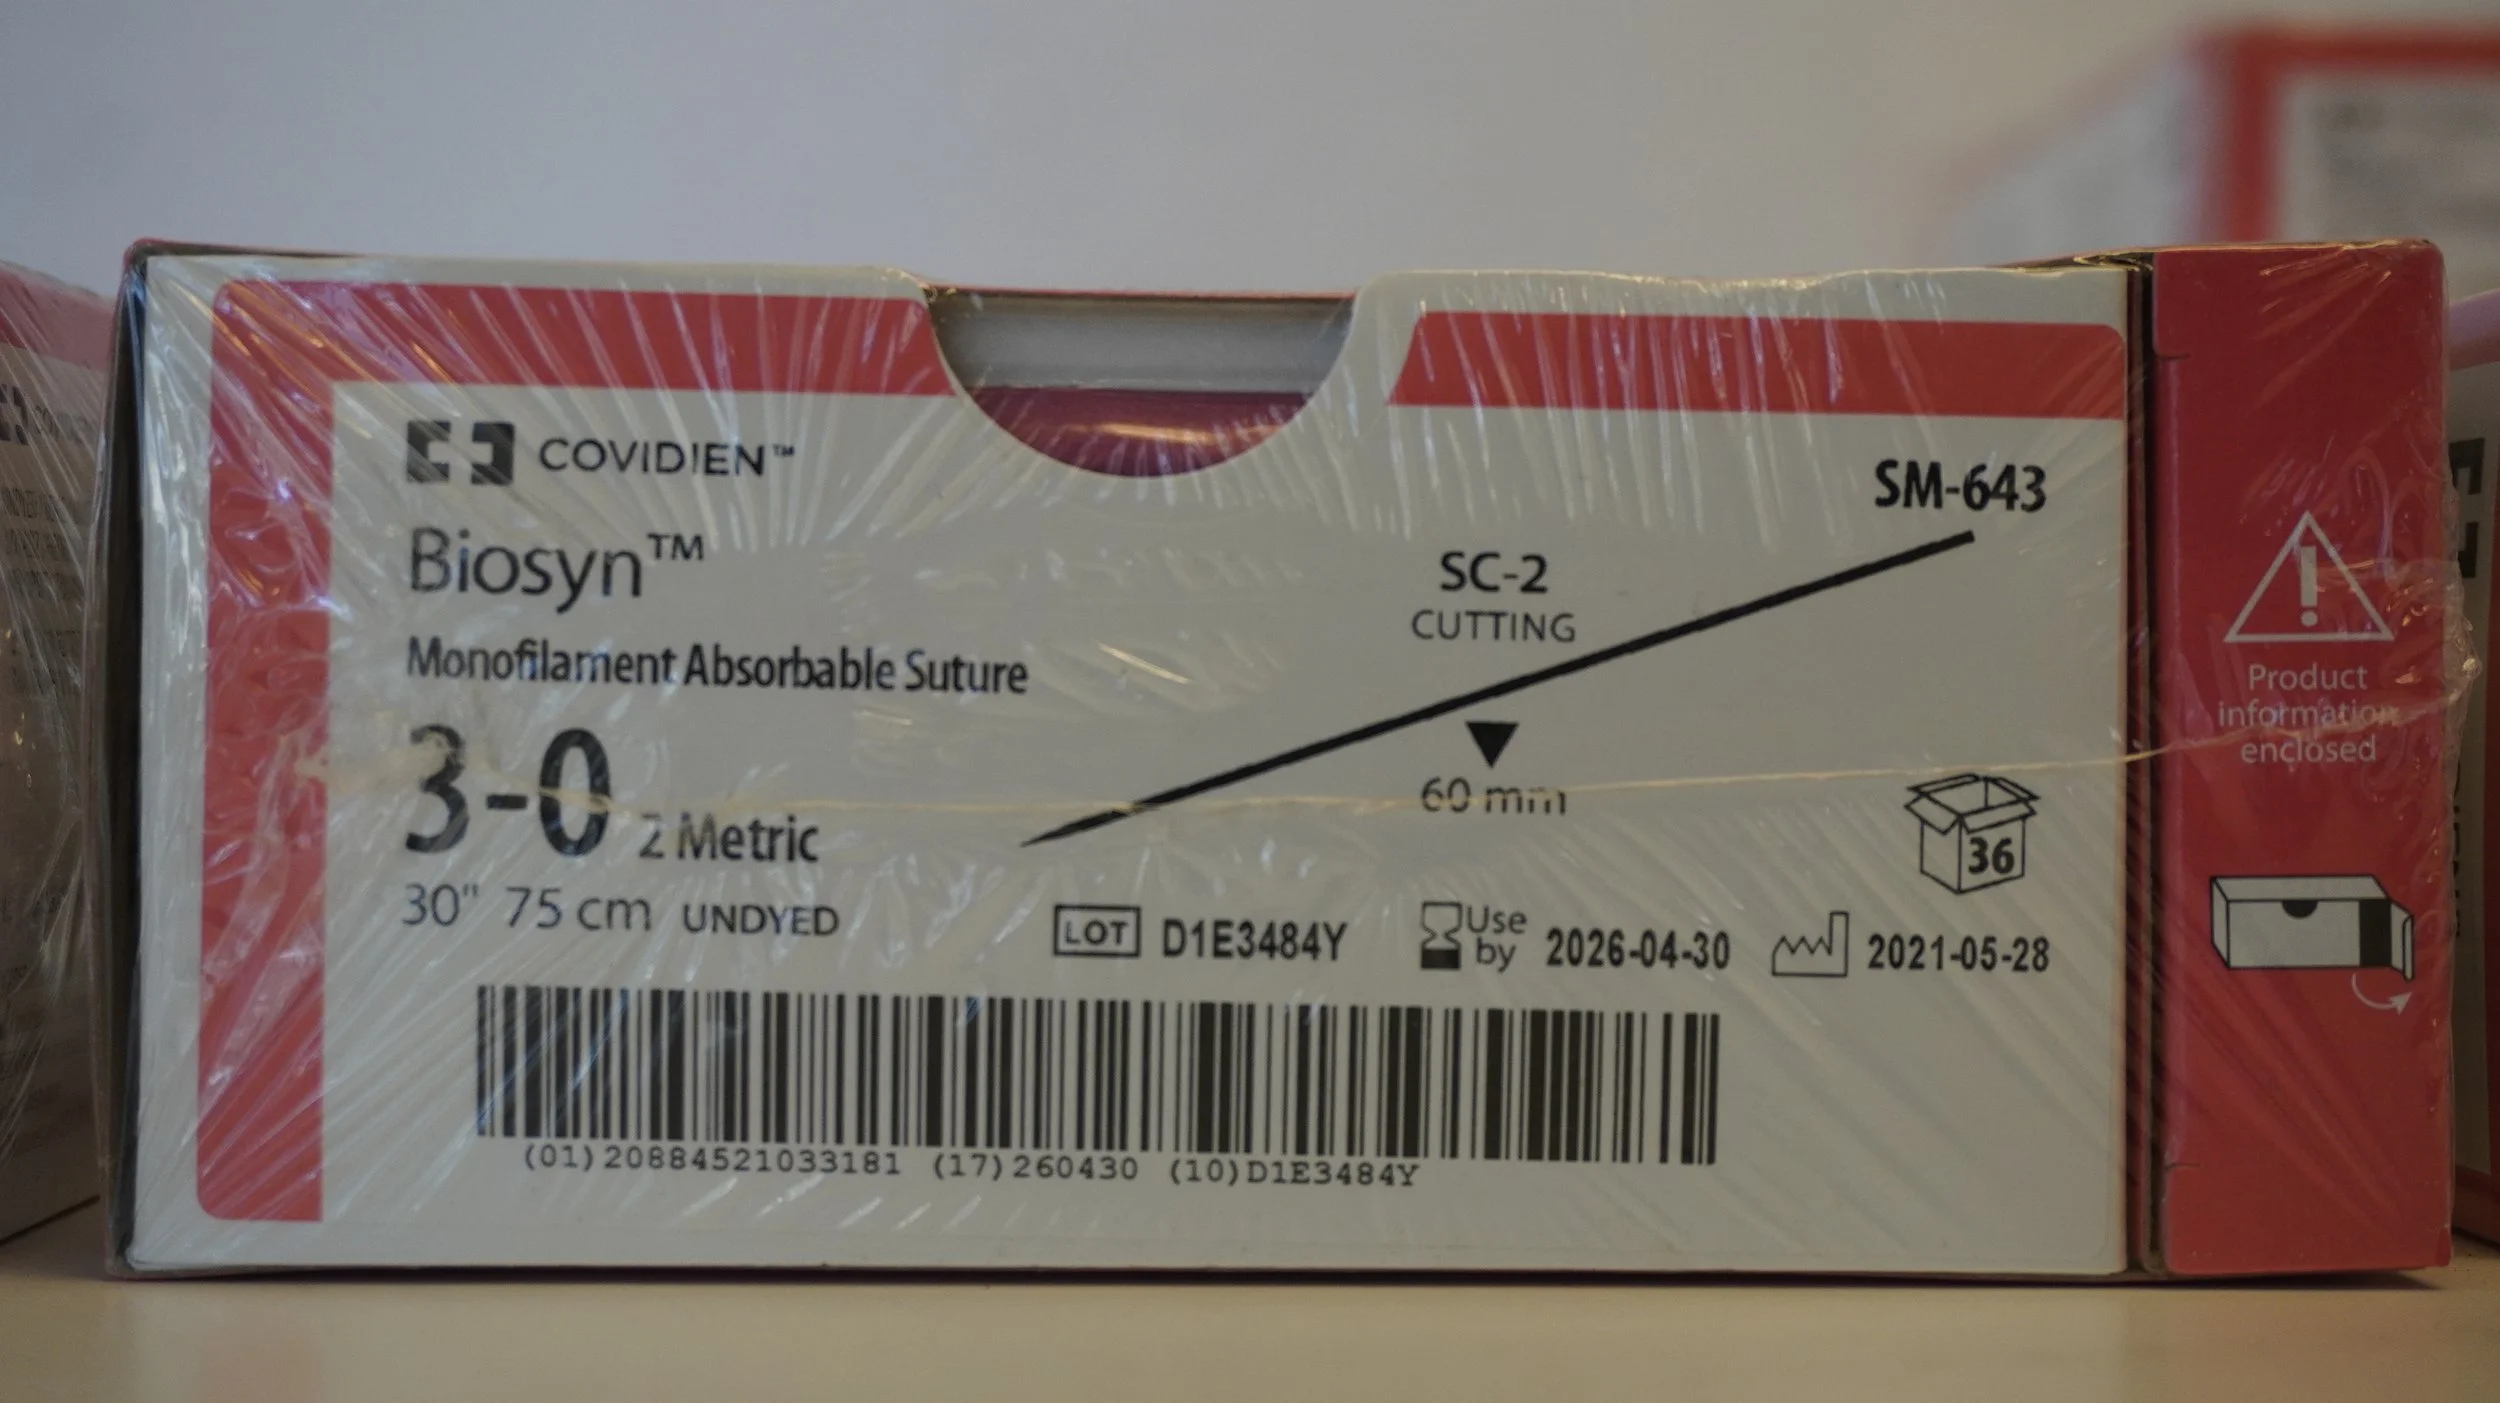 COVIDIEN™
Biosyn™
Monofilament Absorbable Suture
3-0 2 Metric
30" 75 cm UNDYED
SM-643
SC-2
CUTTING
60 mm
36
LOT D1E3484Y
Use by 2026-04-30
2021-05-28
(01)20884521033181 (17)260430 (10)D1E3484Y
!
Product
information
enclosed